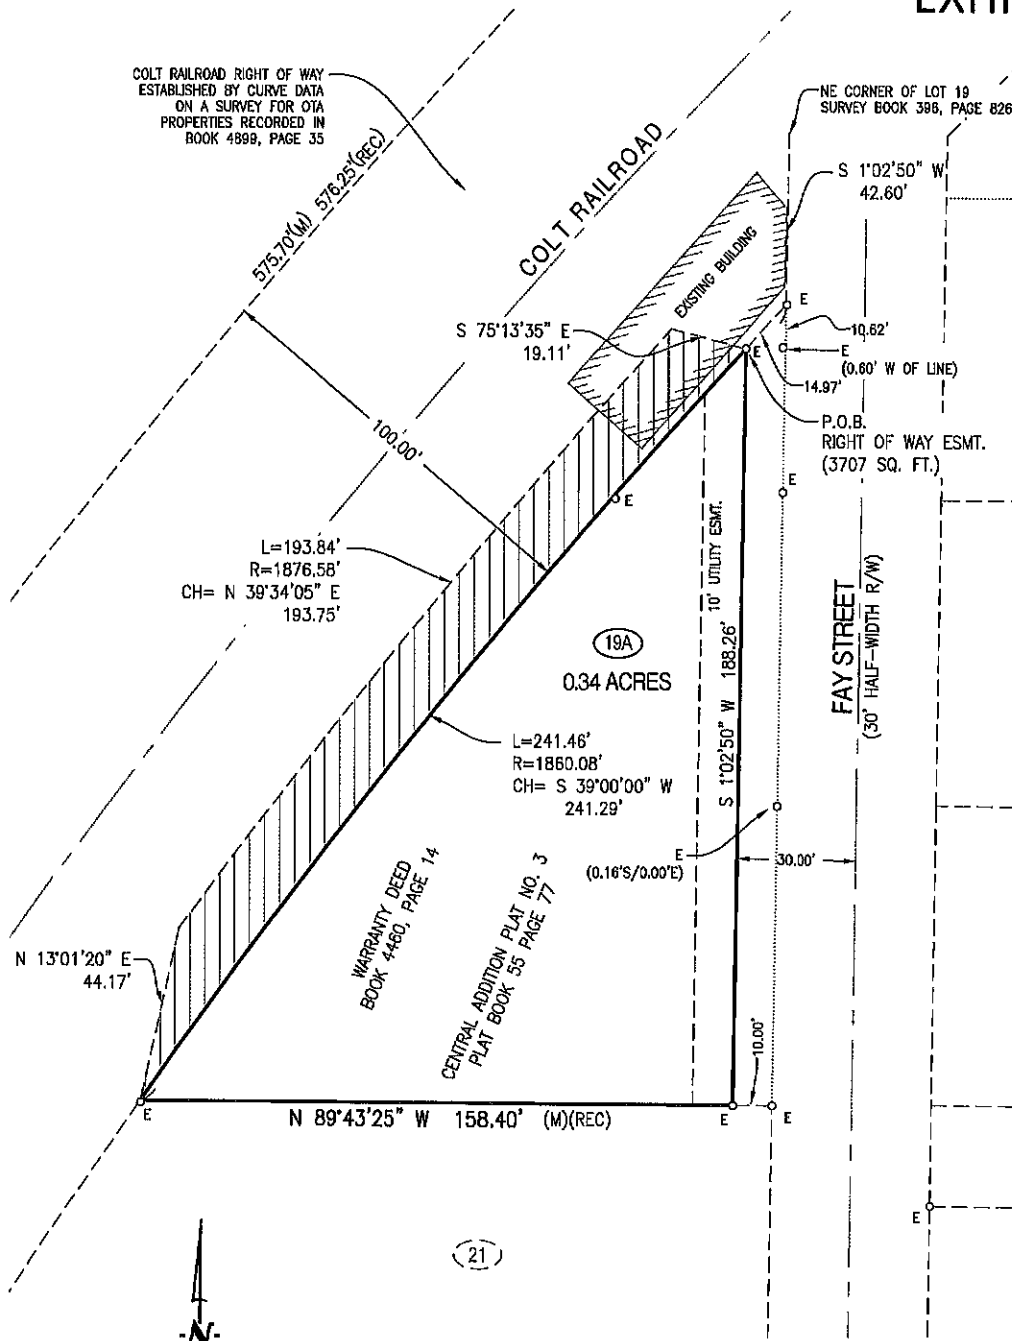 COLT RAILROAD RIGHT OF WAY
ESTABLISHED BY CURVE DATA
ON A SURVEY FOR OTA
PROPERTIES RECORDED IN
BOOK 4899, PAGE 35
NE CORNER OF LOT 19
SURVEY BOOK 398, PAGE 826
575.70'(M) 576.25'(REC)
COLT RAILROAD
S 1°02'50" W
42.60'
EXISTING BUILDING
S 75°13'35" E
19.11'
E
10.62'
E
E
(0.60' W OF LINE)
14.97'
P.O.B.
RIGHT OF WAY ESMT.
(3707 SQ. FT.)
100.00'
E
E
L=193.84'
R=1876.58'
CH= N 39°34'05" E
193.75'
10' UTILITY ESMT.
19A
0.34 ACRES
S 1°02'50" W 188.26'
FAY STREET
(30' HALF-WIDTH R/W)
L=241.46'
R=1860.08'
CH= S 39°00'00" W
241.29'
E
(0.16'S/0.00'E)
30.00'
WARRANTY DEED
BOOK 4460, PAGE 14
CENTRAL ADDITION PLAT NO. 3
PLAT BOOK 55 PAGE 77
N 13°01'20" E
44.17'
10.00'
E
N 89°43'25" W 158.40' (M)(REC)
E
E
E
21
-N-